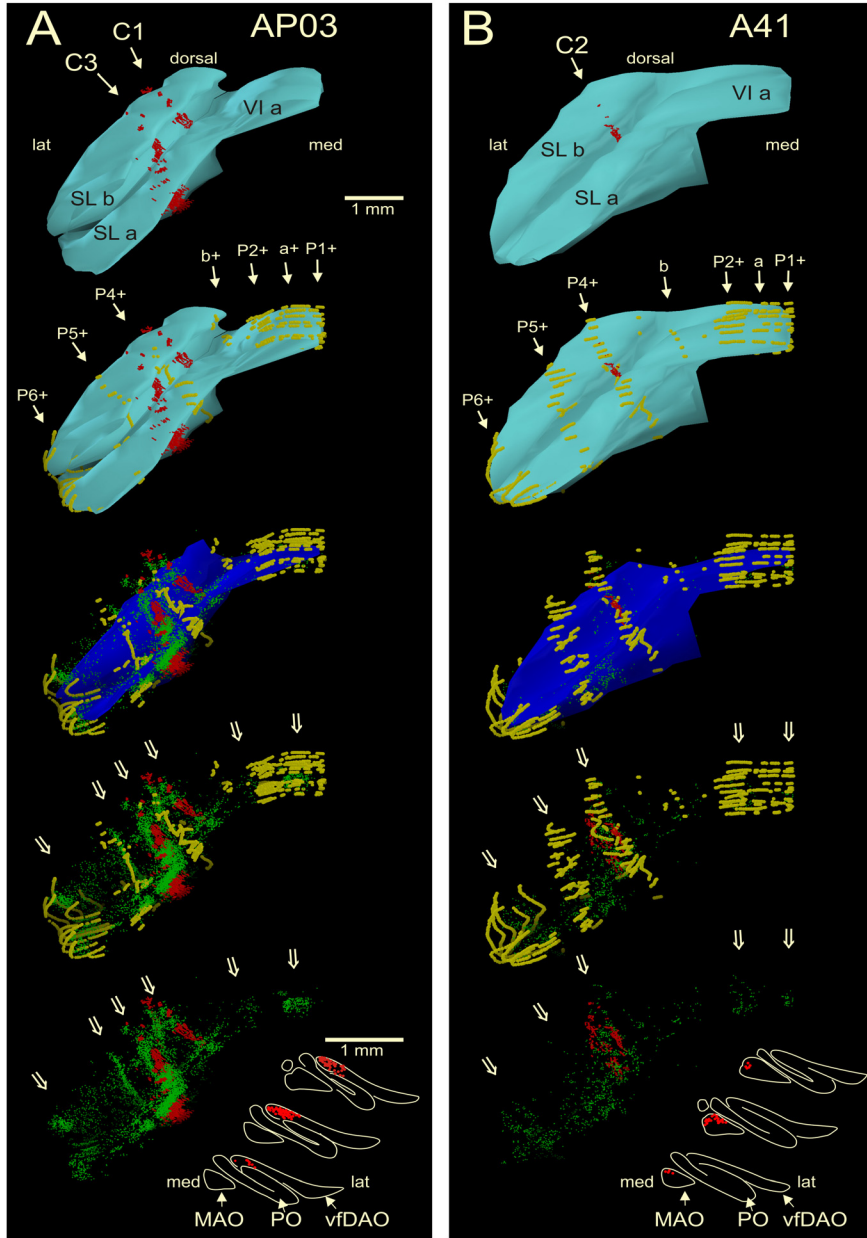 A AP03
C1
C3
dorsal
VI a
lat
med
SL b
SL a
1 mm
b+ P2+ a+ P1+
P4+
P5+
P6+
1 mm
med
lat
MAO PO vfDAO
B A41
C2
dorsal
VI a
lat
med
SL b
SL a
b P2+ a P1+
P4+
P5+
P6+
med
lat
MAO PO vfDAO